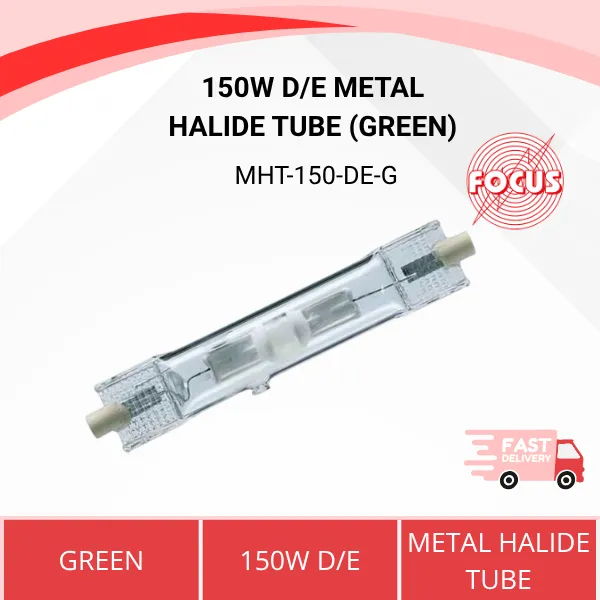 150W D/E METAL
HALIDE TUBE (GREEN)
MHT-150-DE-G
FOCUS
FAST
DELIVERY
GREEN
150W D/E
METAL HALIDE
TUBE